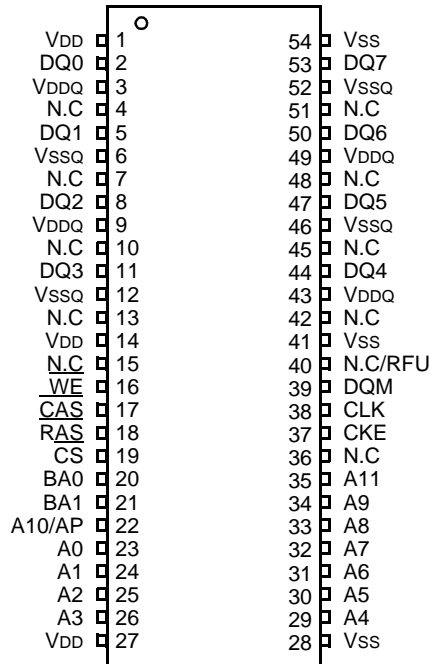 VDD 1 54 VSS
DQ0 2 53 DQ7
VDDQ 3 52 VSSQ
N.C 4 51 N.C
DQ1 5 50 DQ6
VSSQ 6 49 VDDQ
N.C 7 48 N.C
DQ2 8 47 DQ5
VDDQ 9 46 VSSQ
N.C 10 45 N.C
DQ3 11 44 DQ4
VSSQ 12 43 VDDQ
N.C 13 42 N.C
VDD 14 41 VSS
N.C 15 40 N.C/RFU
WE 16 39 DQM
CAS 17 38 CLK
RAS 18 37 CKE
CS 19 36 N.C
BA0 20 35 A11
BA1 21 34 A9
A10/AP 22 33 A8
A0 23 32 A7
A1 24 31 A6
A2 25 30 A5
A3 26 29 A4
VDD 27 28 VSS